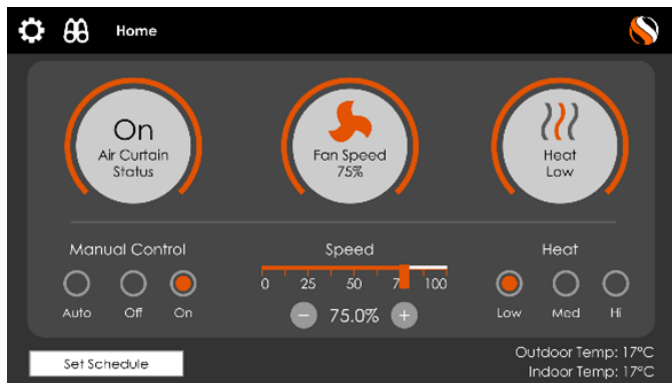 Home
On
Air Curtain
Status
Fan Speed
75%
Heat
Low
Manual Control
Auto Off On
Speed
0 25 50 7 100
75.0%
Heat
Low Med Hi
Set Schedule
Outdoor Temp: 17°C
Indoor Temp: 17°C